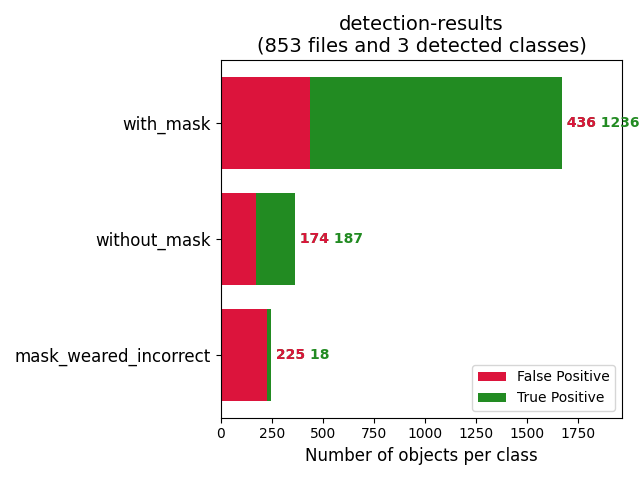 detection-results
(853 files and 3 detected classes)
with_mask
436 1236
without_mask
174 187
mask_weared_incorrect
225 18
False Positive
True Positive
0 250 500 750 1000 1250 1500 1750
Number of objects per class